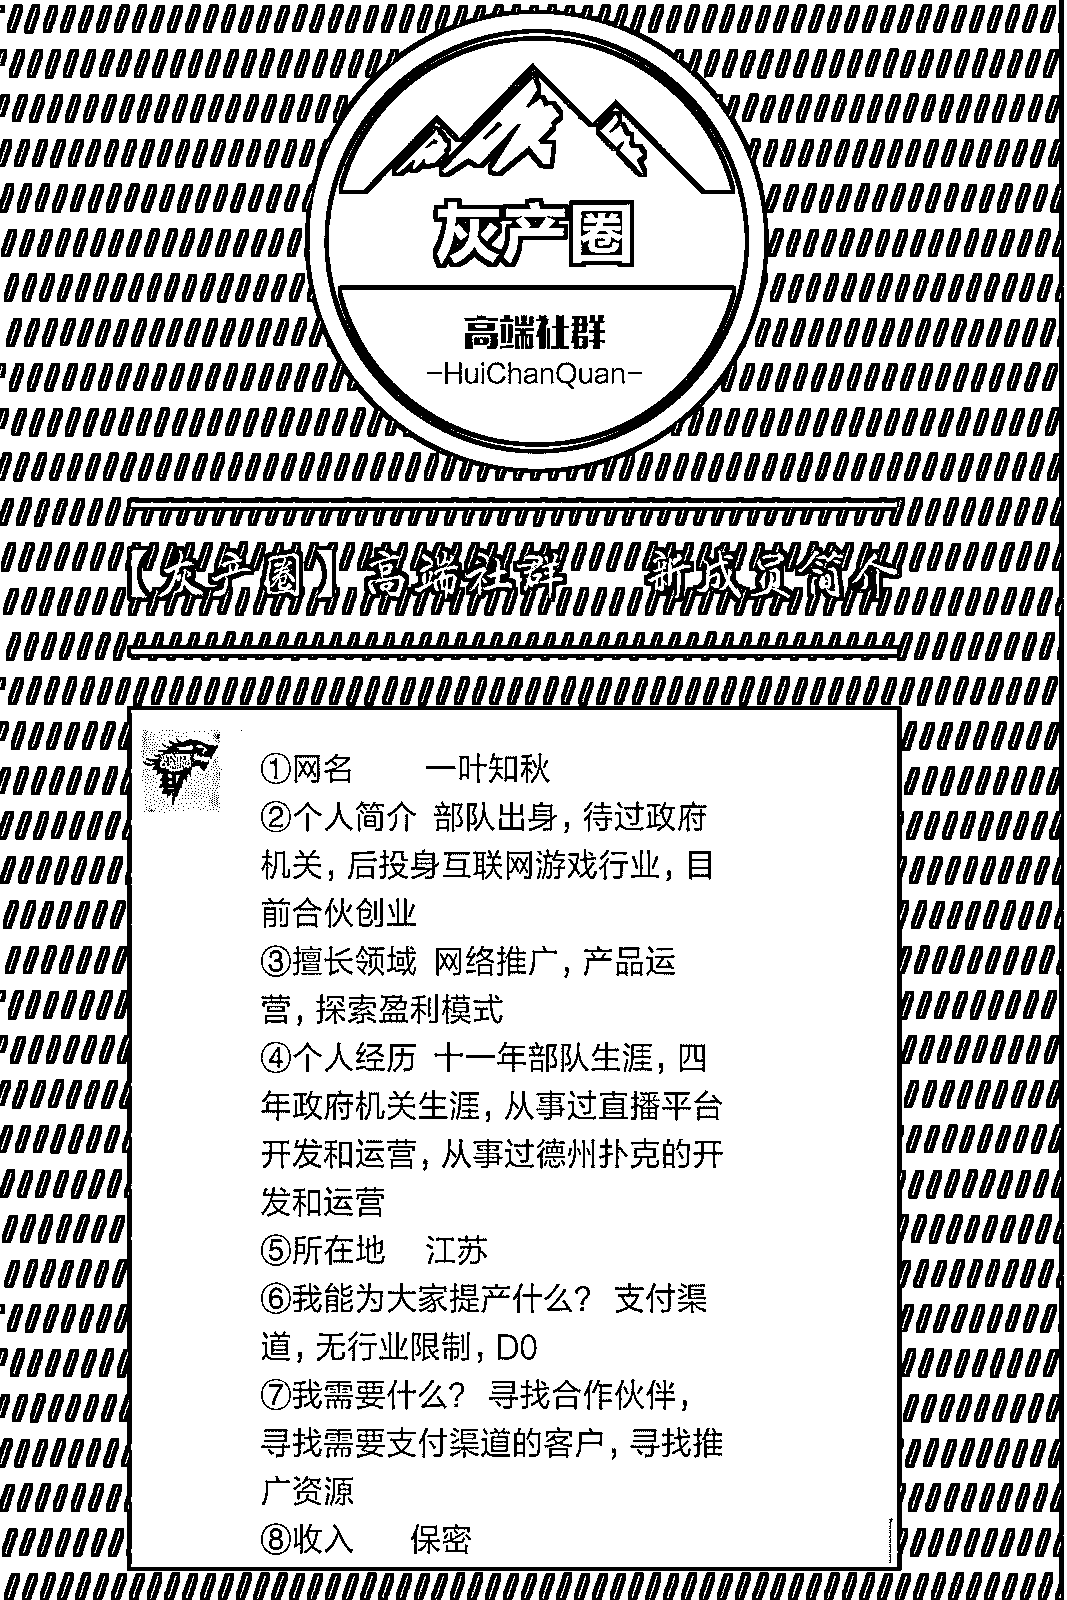 灰产圈
高端社群
-HuiChanQuan-
【灰产圈】高端社群 新成员简介
①网名 一叶知秋
②个人简介 部队出身，待过政府
机关，后投身互联网游戏行业，目
前合伙创业
③擅长领域 网络推广，产品运
营，探索盈利模式
④个人经历 十一年部队生涯，四
年政府机关生涯，从事过直播平台
开发和运营，从事过德州扑克的开
发和运营
⑤所在地 江苏
⑥我能为大家提产什么？ 支付渠
道，无行业限制，D0
⑦我需要什么？ 寻找合作伙伴，
寻找需要支付渠道的客户，寻找推
广资源
⑧收入 保密